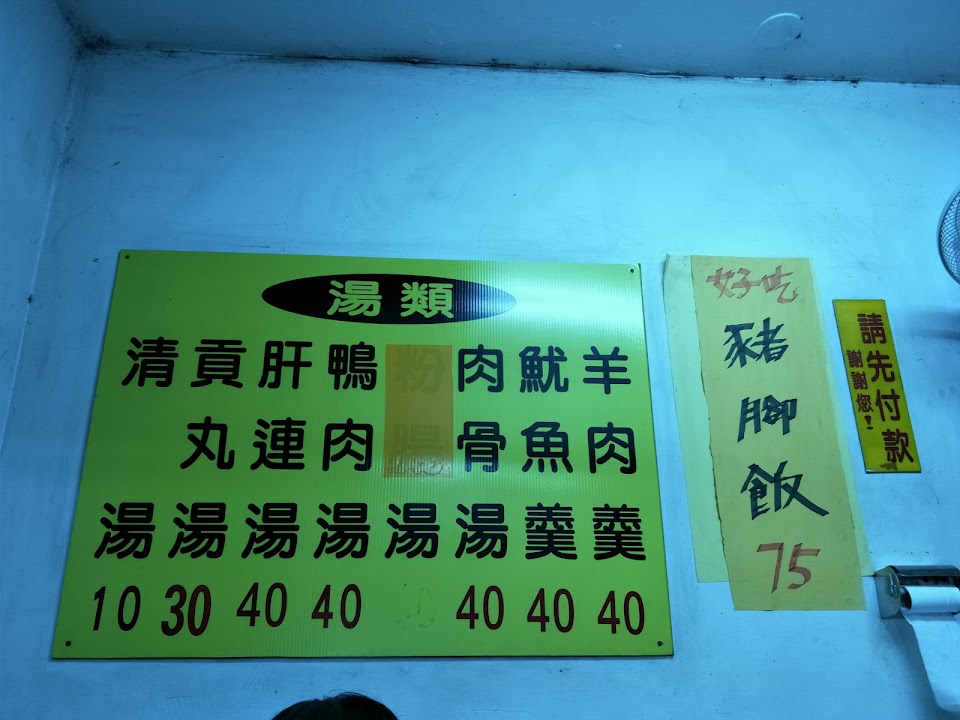 湯類
羊肉羹 40
魷魚羹 40
肉骨湯 40
粉腸湯
鴨肉湯 40
肝連湯 40
貢丸湯 30
清湯 10
好吃
豬腳飯
75
請先付款
謝謝您!